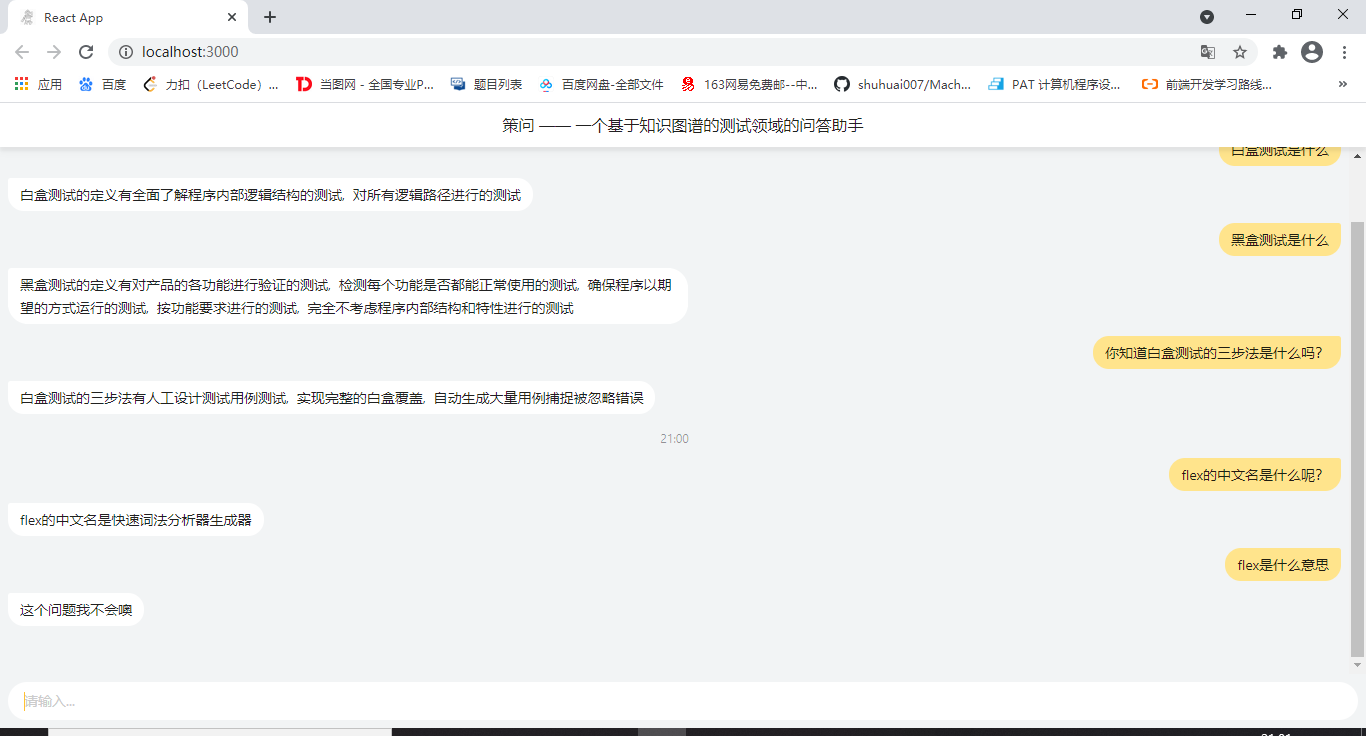 React App
localhost:3000
应用
百度
力扣（LeetCode）...
当图网 - 全国专业P...
题目列表
百度网盘-全部文件
163网易免费邮--中...
shuhuai007/Mach...
PAT 计算机程序设...
前端开发学习路线...
策问 —— 一个基于知识图谱的测试领域的问答助手
白盒测试是什么
白盒测试的定义有全面了解程序内部逻辑结构的测试, 对所有逻辑路径进行的测试
黑盒测试是什么
黑盒测试的定义有对产品的各功能进行验证的测试, 检测每个功能是否都能正常使用的测试, 确保程序以期
望的方式运行的测试, 按功能要求进行的测试, 完全不考虑程序内部结构和特性进行的测试
你知道白盒测试的三步法是什么吗?
白盒测试的三步法有人工设计测试用例测试, 实现完整的白盒覆盖, 自动生成大量用例捕捉被忽略错误
21:00
flex的中文名是什么呢?
flex的中文名是快速词法分析器生成器
flex是什么意思
这个问题我不会噢
请输入...